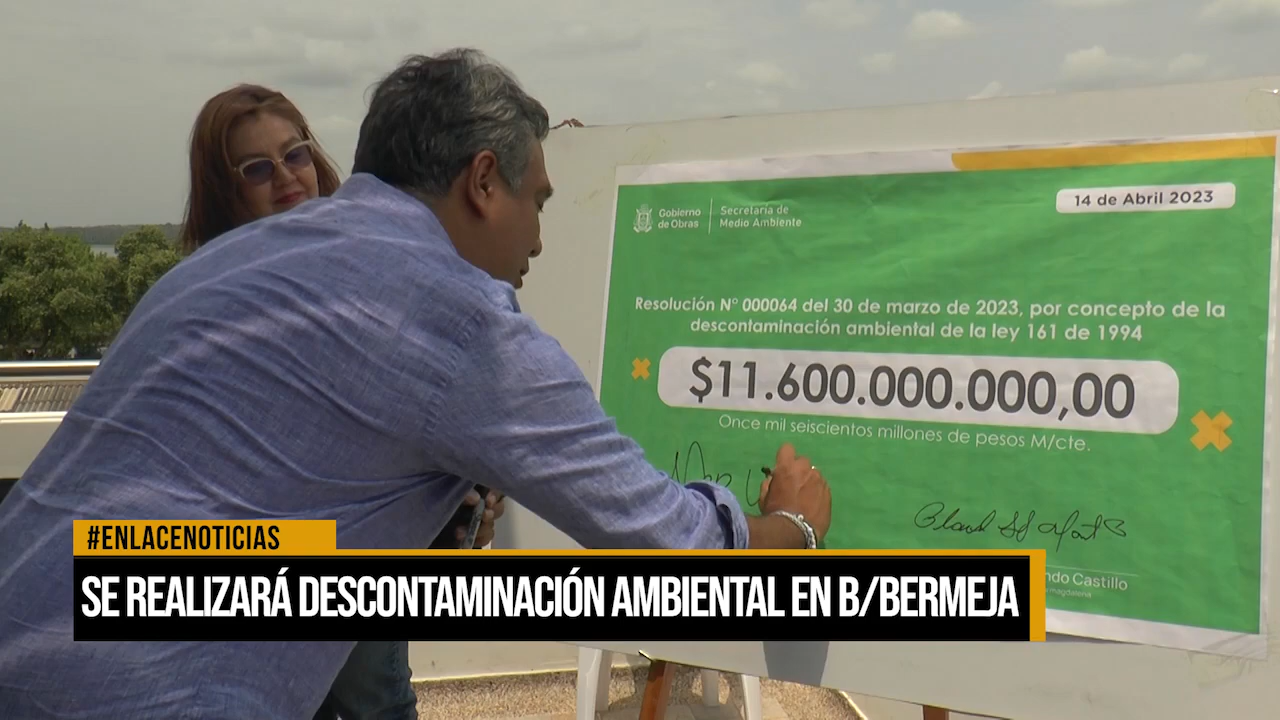 14 de Abril 2023
Gobierno
de Obras
Secretaría de
Medio Ambiente
Resolución N° 000064 del 30 de marzo de 2023, por concepto de la
descontaminación ambiental de la ley 161 de 1994
$11.600.000.000,00
Once mil seiscientos millones de pesos M/cte.
Castillo
#ENLACENOTICIAS
SE REALIZARÁ DESCONTAMINACIÓN AMBIENTAL EN B/BERMEJA